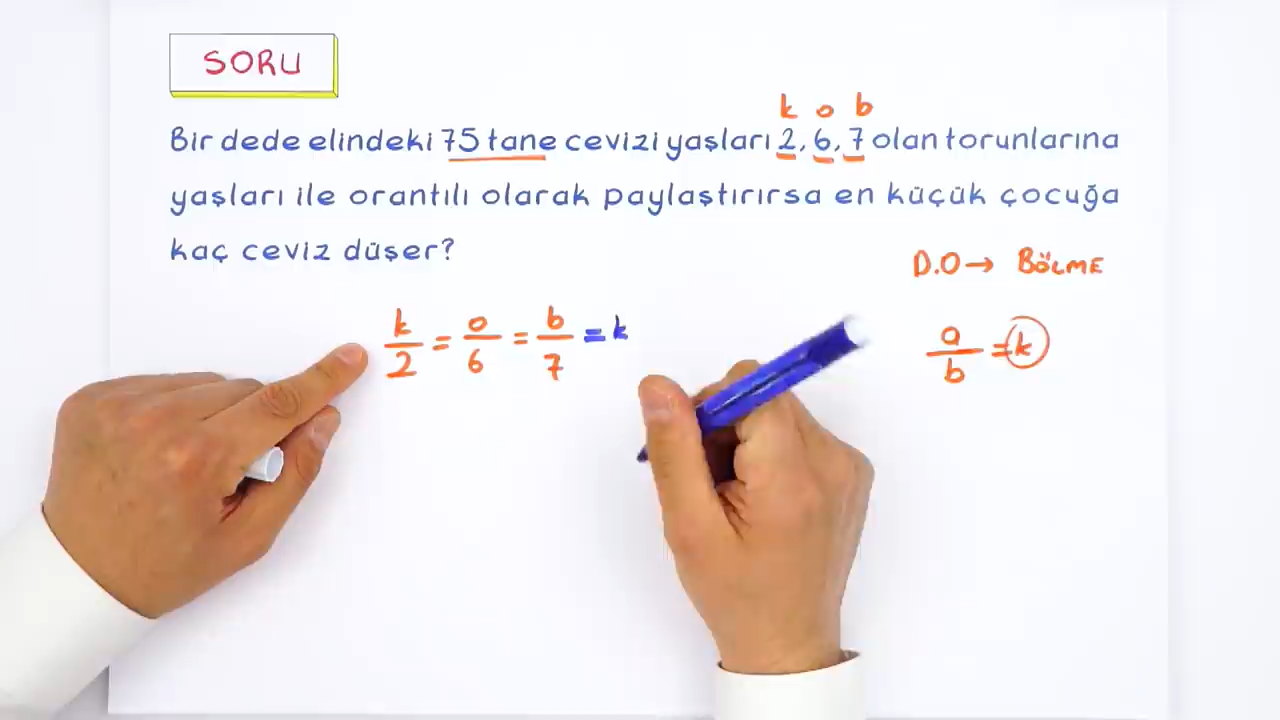 SORU
k o b
Bir dede elindeki 75 tane cevizi yaşları 2, 6, 7 olan torunlarına
yaşları ile orantılı olarak paylaştırırsa en küçük çocuğa
kaç ceviz düşer?
D.O → BÖLME
k/2 = o/6 = b/7 = k
a/b = k